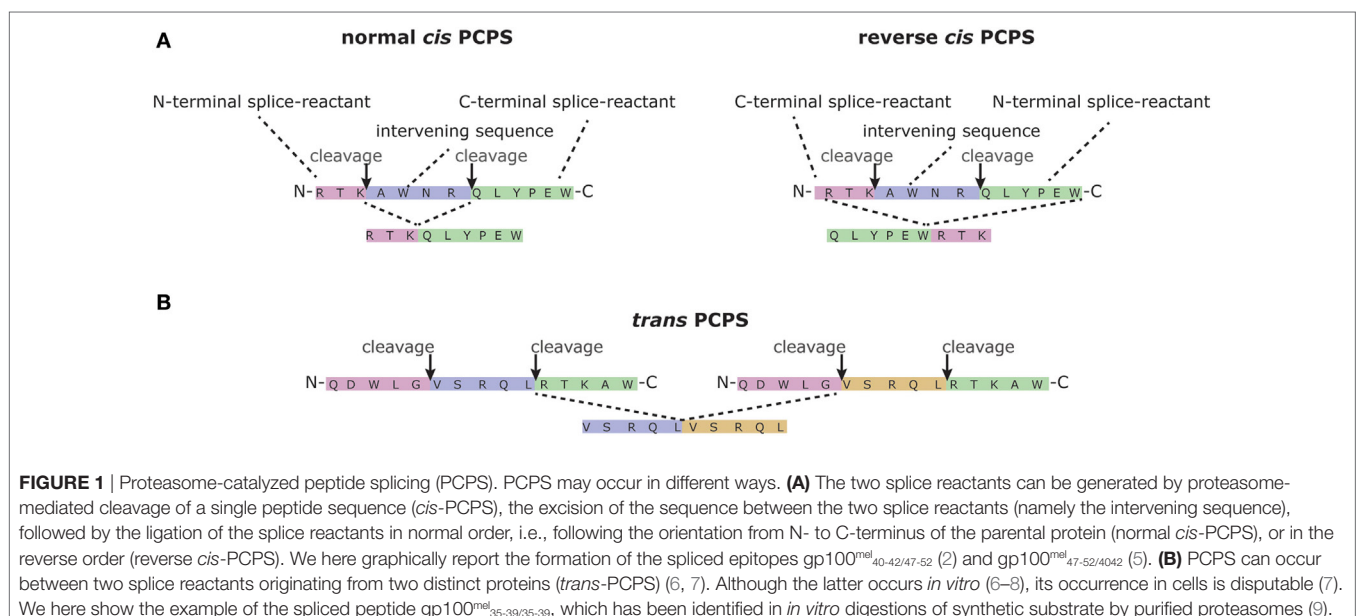 A
normal cis PCPS
reverse cis PCPS
N-terminal splice-reactant
C-terminal splice-reactant
intervening sequence
cleavage
cleavage
N-R T K A W N R Q L Y P E W-C
R T K Q L Y P E W
C-terminal splice-reactant
N-terminal splice-reactant
intervening sequence
cleavage
cleavage
N-R T K A W N R Q L Y P E W-C
Q L Y P E W R T K
B
trans PCPS
cleavage
cleavage
cleavage
cleavage
N-Q D W L G V S R Q L R T K A W-C
N-Q D W L G V S R Q L R T K A W-C
V S R Q L V S R Q L
FIGURE 1 | Proteasome-catalyzed peptide splicing (PCPS). PCPS may occur in different ways. (A) The two splice reactants can be generated by proteasome-
mediated cleavage of a single peptide sequence (cis-PCPS), the excision of the sequence between the two splice reactants (namely the intervening sequence),
followed by the ligation of the splice reactants in normal order, i.e., following the orientation from N- to C-terminus of the parental protein (normal cis-PCPS), or in the
reverse order (reverse cis-PCPS). We here graphically report the formation of the spliced epitopes gp100mel40-42/47-52 (2) and gp100mel47-52/4042 (5). (B) PCPS can occur
between two splice reactants originating from two distinct proteins (trans-PCPS) (6, 7). Although the latter occurs in vitro (6–8), its occurrence in cells is disputable (7).
We here show the example of the spliced peptide gp100mel35-39/35-39, which has been identified in in vitro digestions of synthetic substrate by purified proteasomes (9).